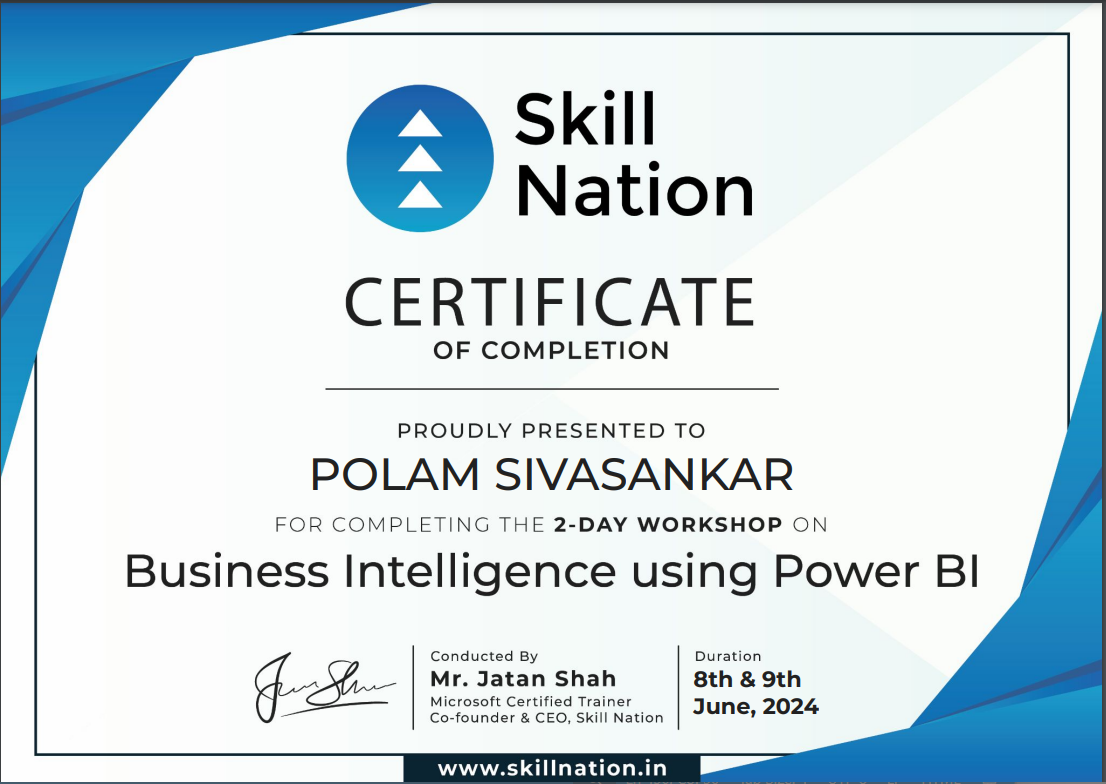 Skill
Nation
CERTIFICATE
OF COMPLETION
PROUDLY PRESENTED TO
POLAM SIVASANKAR
FOR COMPLETING THE 2-DAY WORKSHOP ON
Business Intelligence using Power BI
Conducted By
Mr. Jatan Shah
Microsoft Certified Trainer
Co-founder & CEO, Skill Nation
Duration
8th & 9th
June, 2024
www.skillnation.in